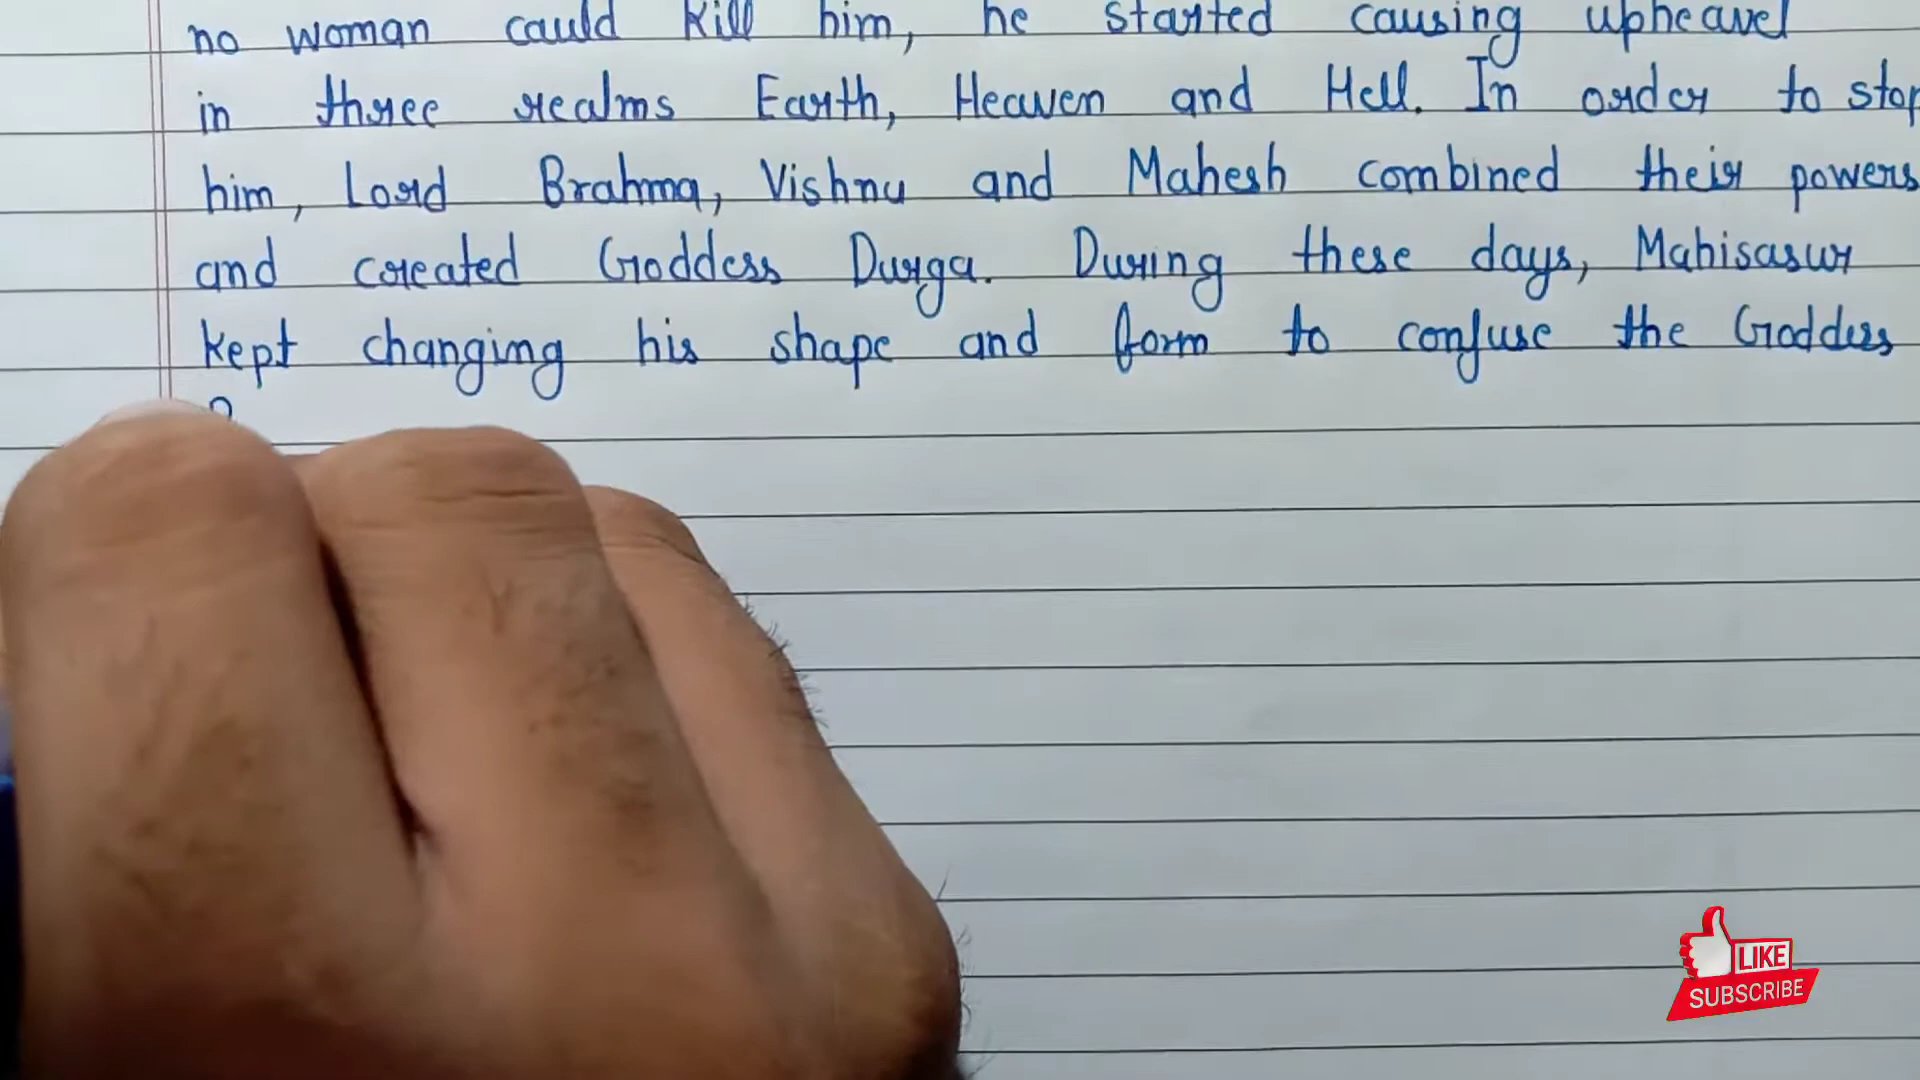 no woman could kill him, he started causing upheavel
in three realms Earth, Heaven and Hell. In order to stop
him, Lord Brahma, Vishnu and Mahesh combined their powers
and created Goddess Durga. During these days, Mahisasur
kept changing his shape and form to confuse the Goddess
LIKE
SUBSCRIBE